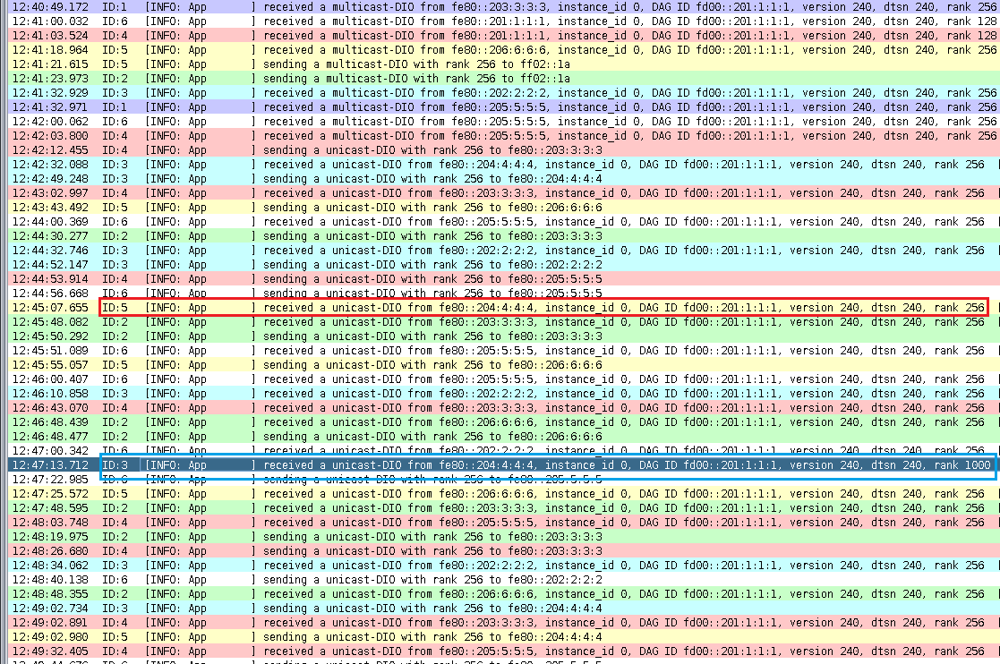 12:40:49.172 ID:1 [INFO: App ] received a multicast-DIO from fe80::203:3:3:3, instance_id 0, DAG ID fd00::201:1:1:1, version 240, dtsn 240, rank 256
12:41:00.032 ID:6 [INFO: App ] received a multicast-DIO from fe80::201:1:1:1, instance_id 0, DAG ID fd00::201:1:1:1, version 240, dtsn 240, rank 128
12:41:03.524 ID:4 [INFO: App ] received a multicast-DIO from fe80::201:1:1:1, instance_id 0, DAG ID fd00::201:1:1:1, version 240, dtsn 240, rank 128
12:41:18.964 ID:5 [INFO: App ] received a multicast-DIO from fe80::206:6:6:6, instance_id 0, DAG ID fd00::201:1:1:1, version 240, dtsn 240, rank 256
12:41:21.615 ID:5 [INFO: App ] sending a multicast-DIO with rank 256 to ff02::1a
12:41:23.973 ID:2 [INFO: App ] sending a multicast-DIO with rank 256 to ff02::1a
12:41:32.929 ID:3 [INFO: App ] received a multicast-DIO from fe80::202:2:2:2, instance_id 0, DAG ID fd00::201:1:1:1, version 240, dtsn 240, rank 256
12:41:32.971 ID:1 [INFO: App ] received a multicast-DIO from fe80::205:5:5:5, instance_id 0, DAG ID fd00::201:1:1:1, version 240, dtsn 240, rank 256
12:42:00.062 ID:6 [INFO: App ] received a multicast-DIO from fe80::205:5:5:5, instance_id 0, DAG ID fd00::201:1:1:1, version 240, dtsn 240, rank 256
12:42:03.800 ID:4 [INFO: App ] received a multicast-DIO from fe80::205:5:5:5, instance_id 0, DAG ID fd00::201:1:1:1, version 240, dtsn 240, rank 256
12:42:12.455 ID:4 [INFO: App ] sending a unicast-DIO with rank 256 to fe80::203:3:3:3
12:42:32.088 ID:3 [INFO: App ] received a unicast-DIO from fe80::204:4:4:4, instance_id 0, DAG ID fd00::201:1:1:1, version 240, dtsn 240, rank 256
12:42:49.248 ID:3 [INFO: App ] sending a unicast-DIO with rank 256 to fe80::204:4:4:4
12:43:02.997 ID:4 [INFO: App ] received a unicast-DIO from fe80::203:3:3:3, instance_id 0, DAG ID fd00::201:1:1:1, version 240, dtsn 240, rank 256
12:43:43.492 ID:5 [INFO: App ] sending a unicast-DIO with rank 256 to fe80::206:6:6:6
12:44:00.369 ID:6 [INFO: App ] received a unicast-DIO from fe80::205:5:5:5, instance_id 0, DAG ID fd00::201:1:1:1, version 240, dtsn 240, rank 256
12:44:30.277 ID:2 [INFO: App ] sending a unicast-DIO with rank 256 to fe80::203:3:3:3
12:44:32.746 ID:3 [INFO: App ] received a unicast-DIO from fe80::202:2:2:2, instance_id 0, DAG ID fd00::201:1:1:1, version 240, dtsn 240, rank 256
12:44:52.147 ID:3 [INFO: App ] sending a unicast-DIO with rank 256 to fe80::202:2:2:2
12:44:53.914 ID:4 [INFO: App ] sending a unicast-DIO with rank 256 to fe80::205:5:5:5
12:44:56.668 ID:6 [INFO: App ] sending a unicast-DIO with rank 256 to fe80::205:5:5:5
12:45:07.655 ID:5 [INFO: App ] received a unicast-DIO from fe80::204:4:4:4, instance_id 0, DAG ID fd00::201:1:1:1, version 240, dtsn 240, rank 256
12:45:48.082 ID:2 [INFO: App ] received a unicast-DIO from fe80::203:3:3:3, instance_id 0, DAG ID fd00::201:1:1:1, version 240, dtsn 240, rank 256
12:45:50.292 ID:2 [INFO: App ] sending a unicast-DIO with rank 256 to fe80::203:3:3:3
12:45:51.089 ID:6 [INFO: App ] received a unicast-DIO from fe80::205:5:5:5, instance_id 0, DAG ID fd00::201:1:1:1, version 240, dtsn 240, rank 256
12:45:55.057 ID:5 [INFO: App ] sending a unicast-DIO with rank 256 to fe80::206:6:6:6
12:46:00.407 ID:6 [INFO: App ] received a unicast-DIO from fe80::205:5:5:5, instance_id 0, DAG ID fd00::201:1:1:1, version 240, dtsn 240, rank 256
12:46:10.858 ID:3 [INFO: App ] received a unicast-DIO from fe80::202:2:2:2, instance_id 0, DAG ID fd00::201:1:1:1, version 240, dtsn 240, rank 256
12:46:43.070 ID:4 [INFO: App ] received a unicast-DIO from fe80::203:3:3:3, instance_id 0, DAG ID fd00::201:1:1:1, version 240, dtsn 240, rank 256
12:46:48.439 ID:2 [INFO: App ] received a unicast-DIO from fe80::206:6:6:6, instance_id 0, DAG ID fd00::201:1:1:1, version 240, dtsn 240, rank 256
12:46:48.477 ID:2 [INFO: App ] sending a unicast-DIO with rank 256 to fe80::206:6:6:6
12:47:00.342 ID:6 [INFO: App ] received a unicast-DIO from fe80::202:2:2:2, instance_id 0, DAG ID fd00::201:1:1:1, version 240, dtsn 240, rank 256
12:47:13.712 ID:3 [INFO: App ] received a unicast-DIO from fe80::204:4:4:4, instance_id 0, DAG ID fd00::201:1:1:1, version 240, dtsn 240, rank 1000
12:47:22.985 ID:6 [INFO: App ] sending a unicast-DIO with rank 256 to fe80::205:5:5:5
12:47:25.572 ID:5 [INFO: App ] received a unicast-DIO from fe80::206:6:6:6, instance_id 0, DAG ID fd00::201:1:1:1, version 240, dtsn 240, rank 256
12:47:48.595 ID:2 [INFO: App ] received a unicast-DIO from fe80::203:3:3:3, instance_id 0, DAG ID fd00::201:1:1:1, version 240, dtsn 240, rank 256
12:48:03.748 ID:4 [INFO: App ] received a unicast-DIO from fe80::205:5:5:5, instance_id 0, DAG ID fd00::201:1:1:1, version 240, dtsn 240, rank 256
12:48:19.975 ID:2 [INFO: App ] sending a unicast-DIO with rank 256 to fe80::203:3:3:3
12:48:26.680 ID:4 [INFO: App ] sending a unicast-DIO with rank 256 to fe80::203:3:3:3
12:48:34.062 ID:3 [INFO: App ] received a unicast-DIO from fe80::202:2:2:2, instance_id 0, DAG ID fd00::201:1:1:1, version 240, dtsn 240, rank 256
12:48:40.138 ID:6 [INFO: App ] sending a unicast-DIO with rank 256 to fe80::202:2:2:2
12:48:48.355 ID:2 [INFO: App ] received a unicast-DIO from fe80::206:6:6:6, instance_id 0, DAG ID fd00::201:1:1:1, version 240, dtsn 240, rank 256
12:49:02.734 ID:3 [INFO: App ] sending a unicast-DIO with rank 256 to fe80::204:4:4:4
12:49:02.891 ID:4 [INFO: App ] received a unicast-DIO from fe80::203:3:3:3, instance_id 0, DAG ID fd00::201:1:1:1, version 240, dtsn 240, rank 256
12:49:02.980 ID:5 [INFO: App ] sending a unicast-DIO with rank 256 to fe80::204:4:4:4
12:49:32.405 ID:4 [INFO: App ] received a unicast-DIO from fe80::205:5:5:5, instance_id 0, DAG ID fd00::201:1:1:1, version 240, dtsn 240, rank 256